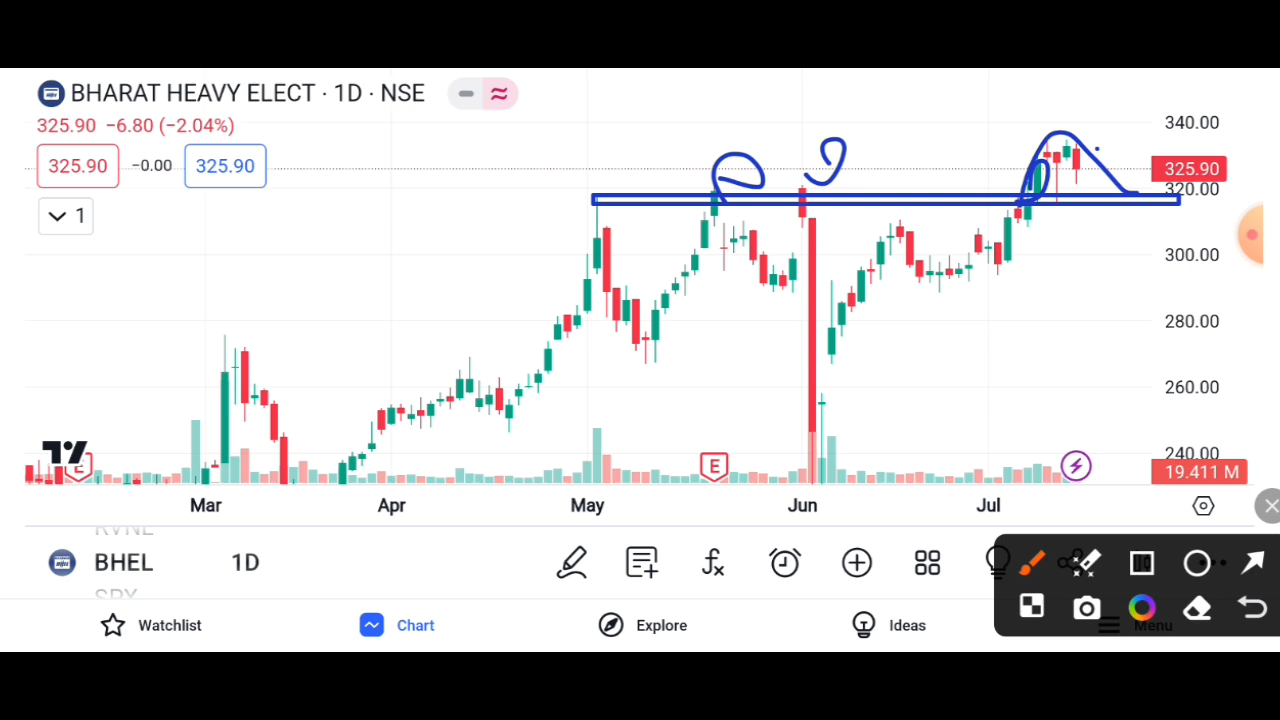 BHARAT HEAVY ELECT · 1D · NSE
325.90 −6.80 (−2.04%)
325.90 −0.00 325.90
1
340.00
325.90
320.00
300.00
280.00
260.00
240.00
19.411 M
E
E
Mar Apr May Jun Jul
RVNL
BHEL 1D
SPY
Watchlist Chart Explore Ideas Menu